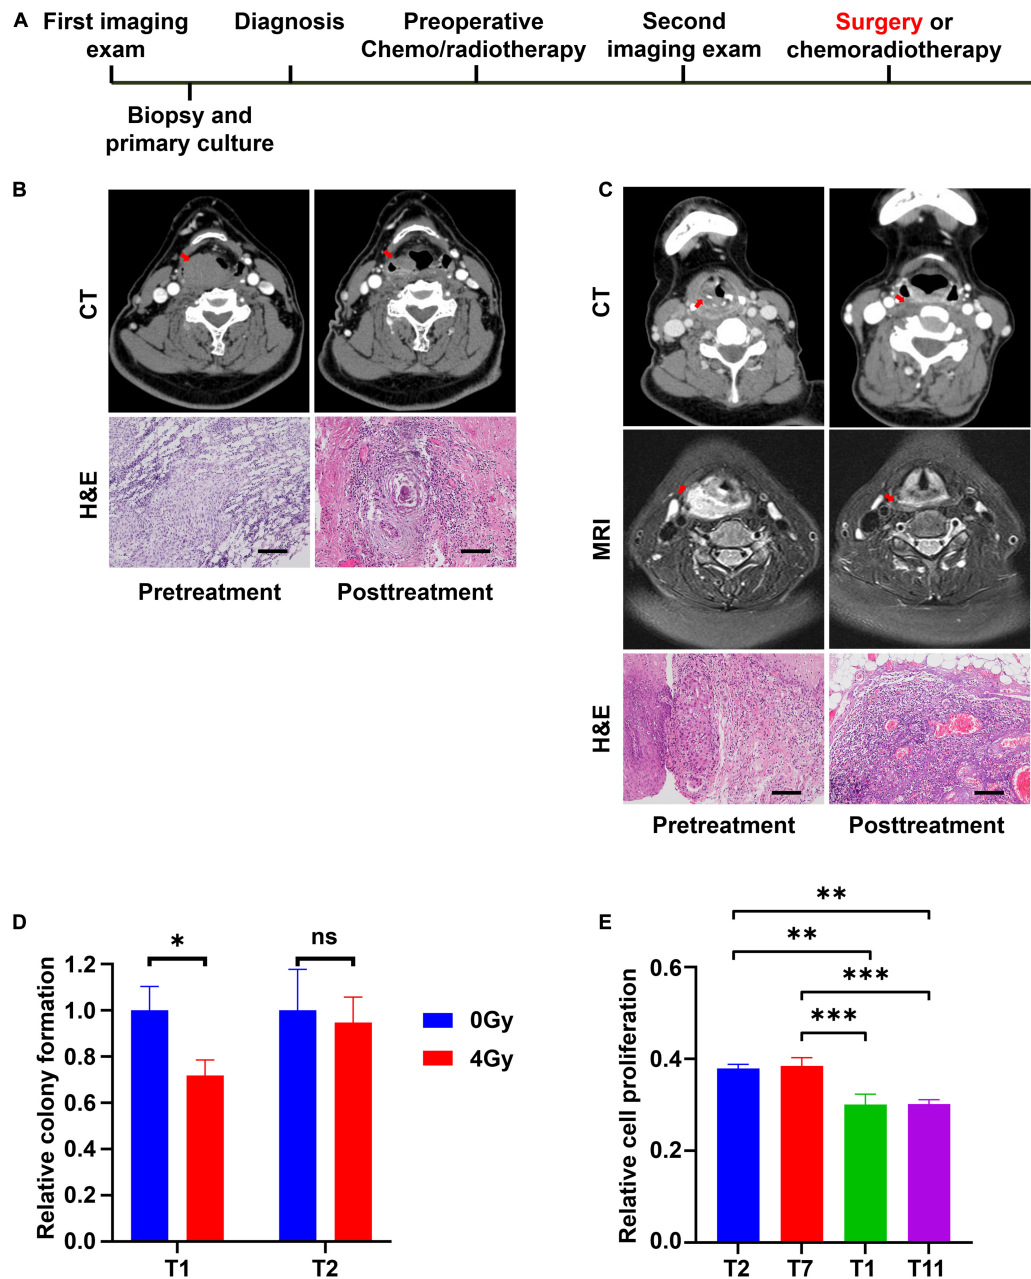 A
First imaging
exam
Diagnosis
Preoperative
Chemo/radiotherapy
Second
imaging exam
Surgery or
chemoradiotherapy
Biopsy and
primary culture
B
CT
H&E
Pretreatment
Posttreatment
C
CT
MRI
H&E
Pretreatment
Posttreatment
D
Relative colony formation
1.2
1.0
0.8
0.6
0.4
0.2
0.0
*
ns
T1
T2
0Gy
4Gy
E
Relative cell proliferation
0.6
0.4
0.2
0.0
**
**
***
***
T2
T7
T1
T11